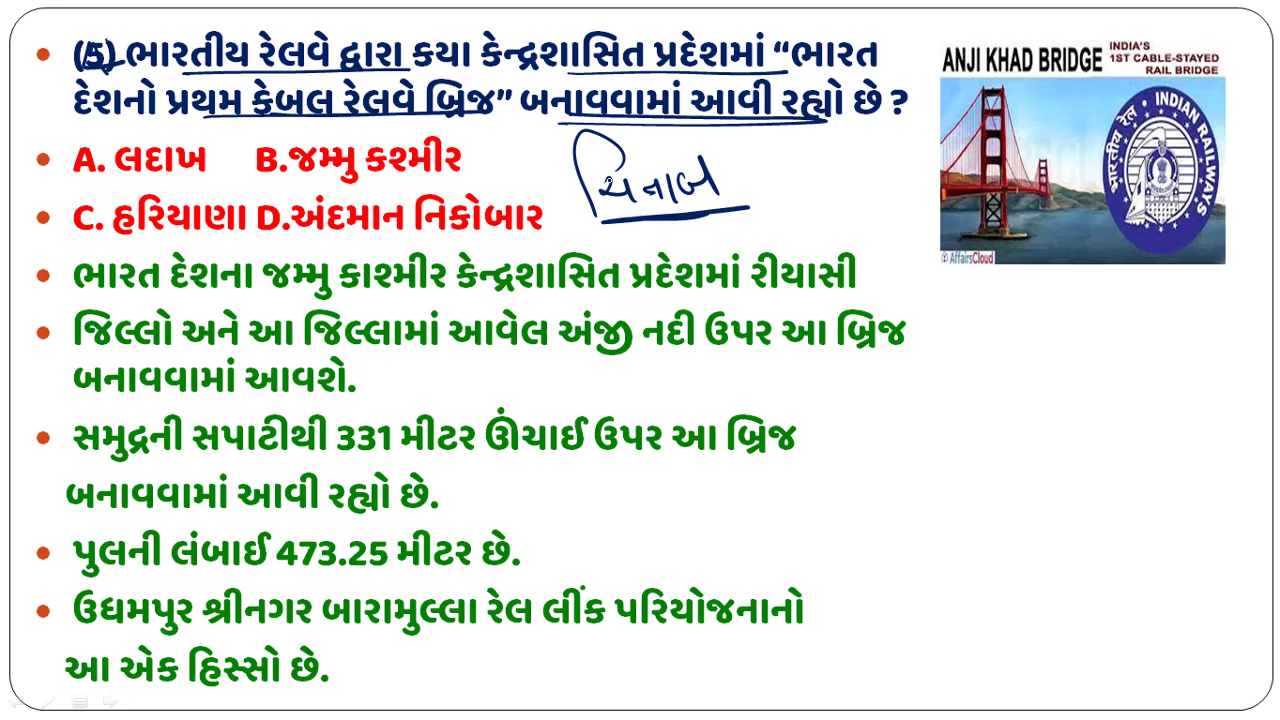 (5) ભારતીય રેલવે દ્વારા કયા કેન્દ્રશાસિત પ્રદેશમાં “ભારત
દેશનો પ્રથમ કેબલ રેલવે બ્રિજ” બનાવવામાં આવી રહ્યો છે ?
A. લદાખ B.જમ્મુ કશ્મીર
C. હરિયાણા D.અંદમાન નિકોબાર
ચિનાબ
ભારત દેશના જમ્મુ કાશ્મીર કેન્દ્રશાસિત પ્રદેશમાં રીયાસી
જિલ્લો અને આ જિલ્લામાં આવેલ અંજી નદી ઉપર આ બ્રિજ
બનાવવામાં આવશે.
સમુદ્રની સપાટીથી 331 મીટર ઊંચાઈ ઉપર આ બ્રિજ
બનાવવામાં આવી રહ્યો છે.
પુલની લંબાઈ 473.25 મીટર છે.
ઉધમપુર શ્રીનગર બારામુલ્લા રેલ લીંક પરિયોજનાનો
આ એક હિસ્સો છે.
ANJI KHAD BRIDGE INDIA'S
1ST CABLE-STAYED
RAIL BRIDGE
भारतीय रेल INDIAN RAILWAYS
AffairsCloud